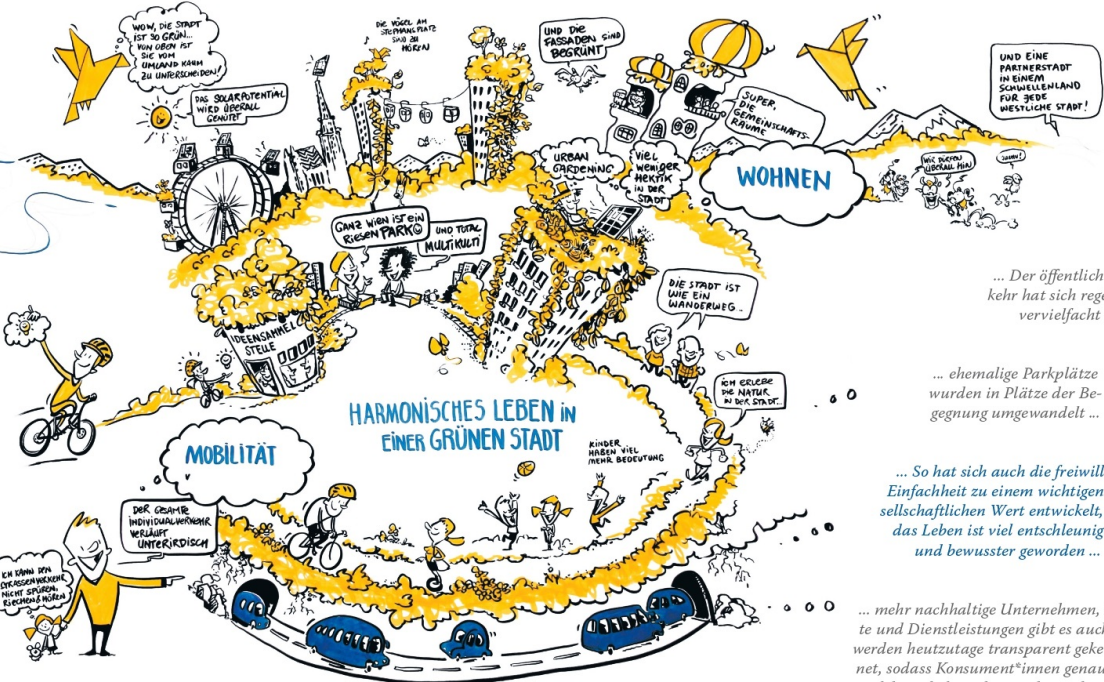 WOW, DIE STADT
IST SO GRÜN...
VON OBEN IST
SIE VOM
UMLAND KAUM
ZU UNTERSCHEIDEN!
DAS SOLARPOTENTIAL
WIRD ÜBERALL
GENÜTZT
DIE VÖGEL AM
STEPHANSPLATZ
SIND ZU
HÖREN
UND DIE
FASSADEN SIND
BEGRÜNT
SUPER,
DIE
GEMEINSCHAFTS-
RÄUME
UND EINE
PARTNERSTADT
IN EINEM
SCHWELLENLAND
FÜR JEDE
WESTLICHE STADT!
URBAN
GARDENING
VIEL
WENIGER
HEKTIK
IN DER
STADT
WOHNEN
WIR DÜRFEN
ÜBERALL HIN
GANZ WIEN IST EIN
RIESEN PARK
UND TOTAL
MULTIKULTI
DIE STADT IST
WIE EIN
WANDERWEG...
IDEENSAMMEL
STELLE
ICH ERLEBE
DIE NATUR
IN DER STADT...
HARMONISCHES LEBEN IN
EINER GRÜNEN STADT
KINDER
HABEN VIEL
MEHR BEDEUTUNG
MOBILITÄT
DER GESAMTE
INDIVIDUALVERKEHR
VERLÄUFT
UNTERIRDISCH
ICH KANN DEN
STRASSENVERKEHR
NICHT SPÜREN,
RIECHEN & HÖREN
... Der öffentlich
kehr hat sich rege
vervielfacht
... ehemalige Parkplätze
wurden in Plätze der Be-
gegnung umgewandelt ...
... So hat sich auch die freiwill
Einfachheit zu einem wichtigen
sellschaftlichen Wert entwickelt,
das Leben ist viel entschleunig
und bewusster geworden ...
... mehr nachhaltige Unternehmen,
te und Dienstleistungen gibt es auch
werden heutzutage transparent geke
net, sodass Konsument*innen genau